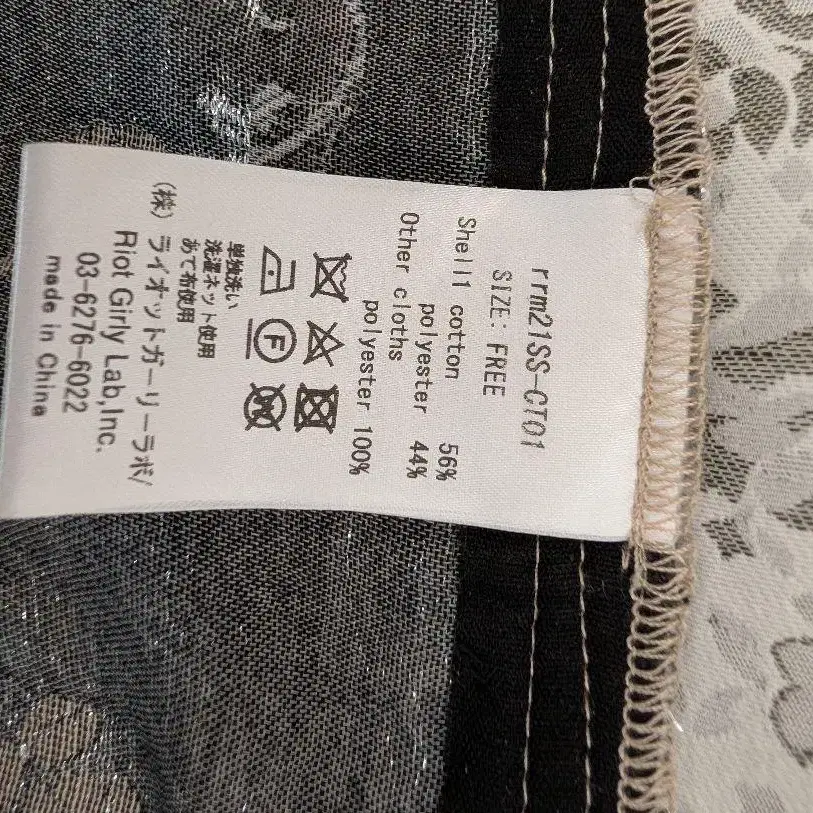 rrm21SS-CT01
SIZE: FREE
Shell1 cotton 56%
polyester 44%
Other cloths
polyester 100%
単独洗い
洗濯ネット使用
あて布使用
(株) ライオットガーリーラボ/
Riot Girly Lab,Inc.
03-6276-6022
made in China